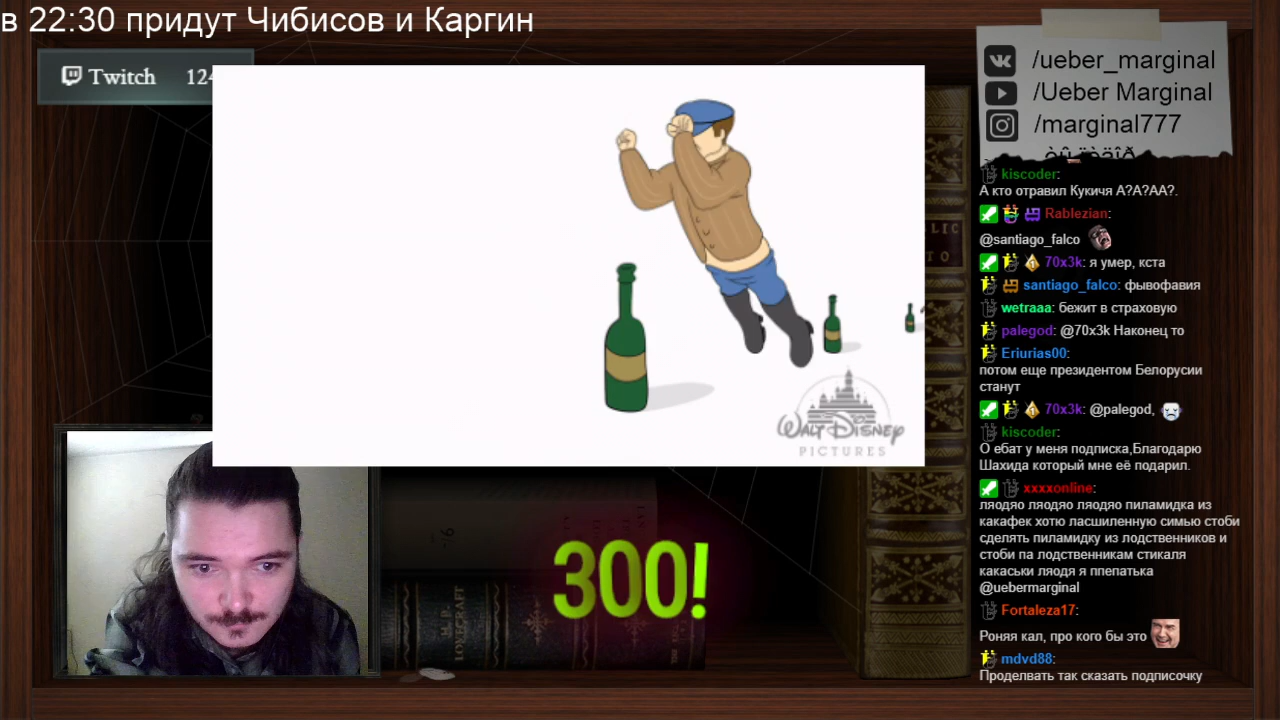 в 22:30 придут Чибисов и Каргин
Twitch 124
/ueber_marginal
/Ueber Marginal
/marginal777
kiscoder:
А кто отравил Кукичя А?А?АА?.
Rablezian:
@santiago_falco
70x3k: я умер, кста
santiago_falco: фывофавия
wetraaa: бежит в страховую
palegod: @70x3k Наконец то
Eriurias00:
потом еще президентом Белорусии
станут
70x3k: @palegod,
kiscoder:
О ебат у меня подписка,Благодарю
Шахида который мне её подарил.
xxxxonline:
ляодяо ляодяо ляодяо пиламидка из
какафек хотю ласшиленную симью стоби
сделять пиламидку из лодственников и
стоби па лодственникам стикаля
какаськи ляодя я ппепатька
@uebermarginal
Fortaleza17:
Роняя кал, про кого бы это
mdvd88:
Проделвать так сказать подписочку
WALT DISNEY
PICTURES
300!
H. P.
LOVECRAFT